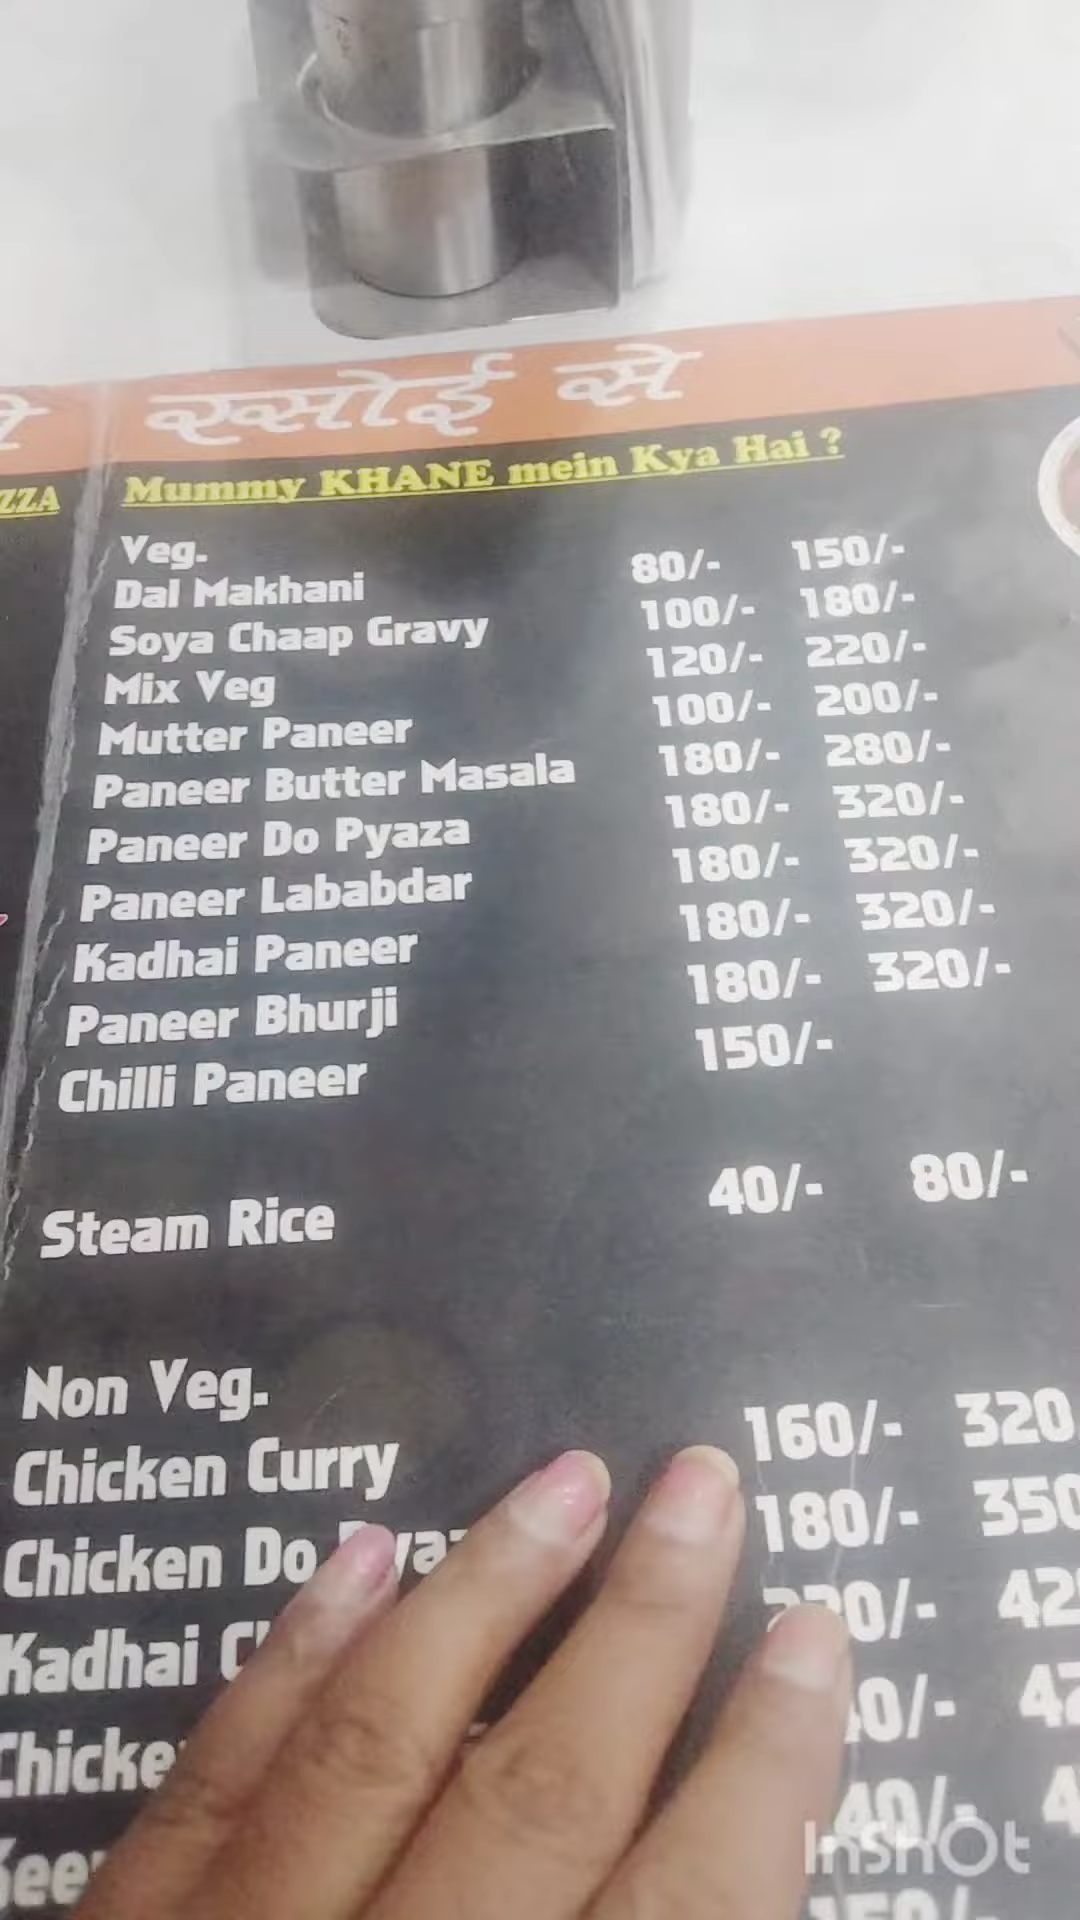 रसोई से
Mummy KHANE mein Kya Hai ?
Veg.
Dal Makhani 80/- 150/-
Soya Chaap Gravy 100/- 180/-
Mix Veg 120/- 220/-
Mutter Paneer 100/- 200/-
Paneer Butter Masala 180/- 280/-
Paneer Do Pyaza 180/- 320/-
Paneer Lababdar 180/- 320/-
Kadhai Paneer 180/- 320/-
Paneer Bhurji 180/- 320/-
Chilli Paneer 150/-
Steam Rice 40/- 80/-
Non Veg.
Chicken Curry 160/- 320
Chicken Do 180/- 350
Kadhai
InShOt